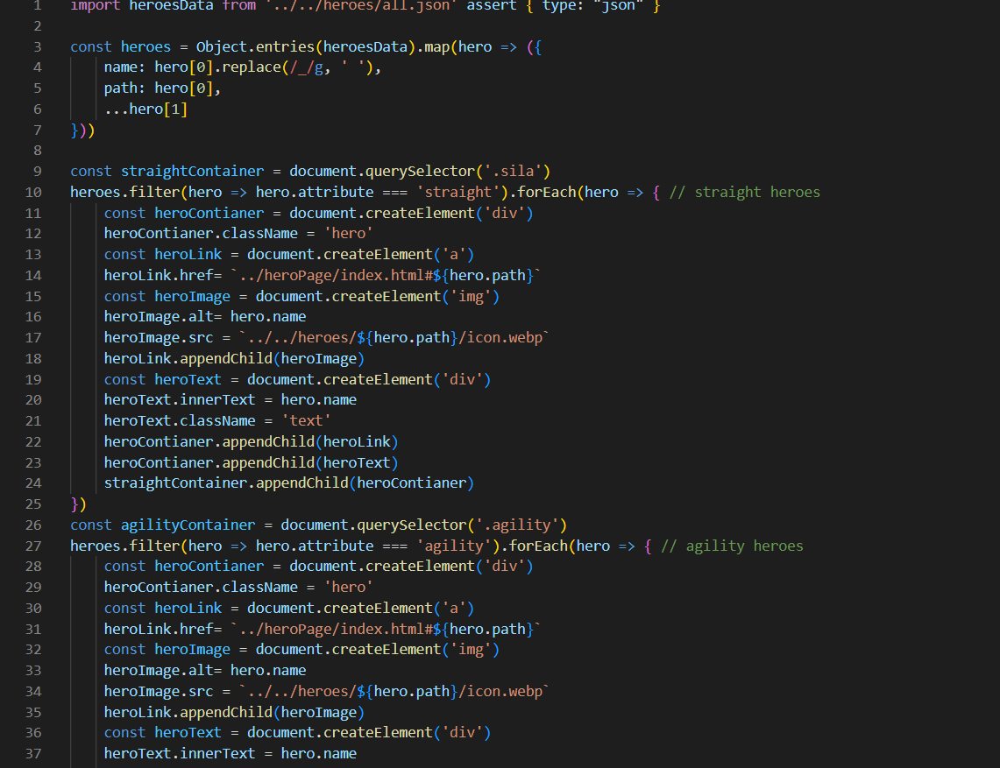 1 import heroesData from '../../heroes/all.json' assert { type: "json" }
2
3 const heroes = Object.entries(heroesData).map(hero => ({
4     name: hero[0].replace(/_/g, ' '),
5     path: hero[0],
6     ...hero[1]
7 }))
8
9 const straightContainer = document.querySelector('.sila')
10 heroes.filter(hero => hero.attribute === 'straight').forEach(hero => { // straight heroes
11     const heroContianer = document.createElement('div')
12     heroContianer.className = 'hero'
13     const heroLink = document.createElement('a')
14     heroLink.href= `../heroPage/index.html#${hero.path}`
15     const heroImage = document.createElement('img')
16     heroImage.alt= hero.name
17     heroImage.src = `../../heroes/${hero.path}/icon.webp`
18     heroLink.appendChild(heroImage)
19     const heroText = document.createElement('div')
20     heroText.innerText = hero.name
21     heroText.className = 'text'
22     heroContianer.appendChild(heroLink)
23     heroContianer.appendChild(heroText)
24     straightContainer.appendChild(heroContianer)
25 })
26 const agilityContainer = document.querySelector('.agility')
27 heroes.filter(hero => hero.attribute === 'agility').forEach(hero => { // agility heroes
28     const heroContianer = document.createElement('div')
29     heroContianer.className = 'hero'
30     const heroLink = document.createElement('a')
31     heroLink.href= `../heroPage/index.html#${hero.path}`
32     const heroImage = document.createElement('img')
33     heroImage.alt= hero.name
34     heroImage.src = `../../heroes/${hero.path}/icon.webp`
35     heroLink.appendChild(heroImage)
36     const heroText = document.createElement('div')
37     heroText.innerText = hero.name